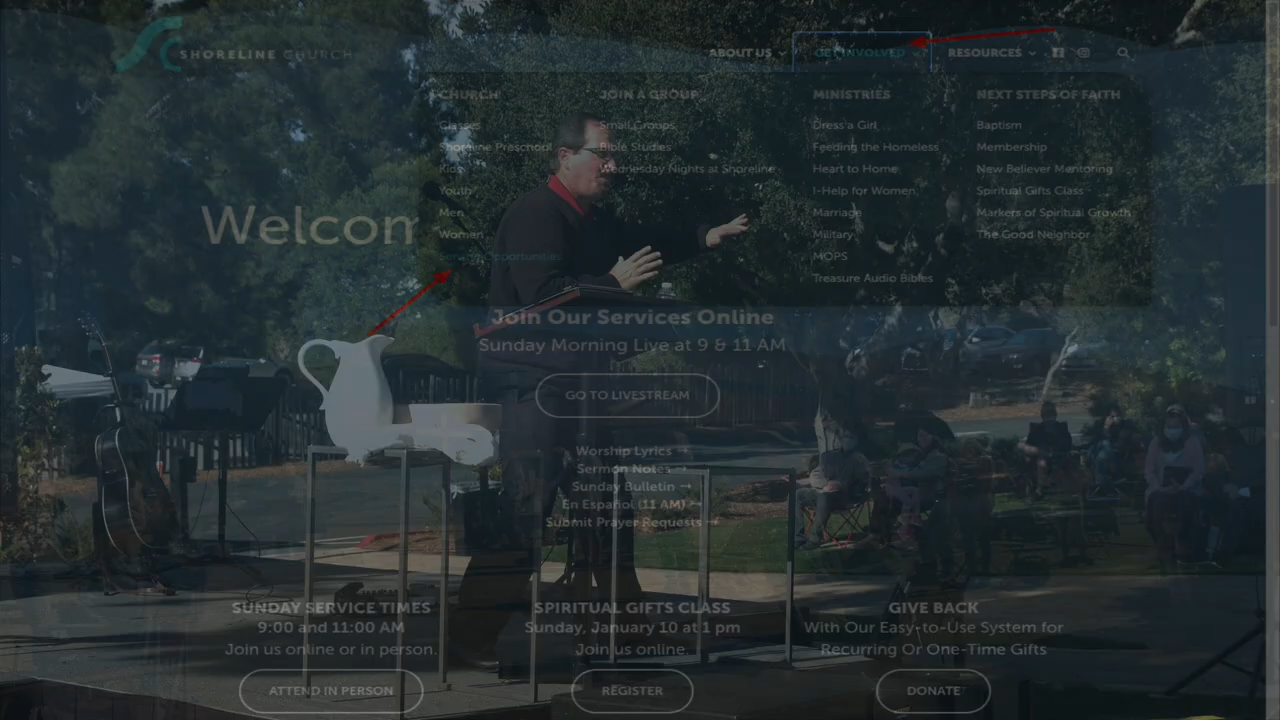 SHORELINE CHURCH
ABOUT US
GET INVOLVED
RESOURCES
CHURCH
Classes
Shoreline Preschool
Kids
Youth
Men
Women
Serving Opportunities
JOIN A GROUP
Small Groups
Bible Studies
Wednesday Nights at Shoreline
MINISTRIES
Dress a Girl
Feeding the Homeless
Heart to Home
I-Help for Women
Marriage
Military
MOPS
Treasure Audio Bibles
NEXT STEPS OF FAITH
Baptism
Membership
New Believer Mentoring
Spiritual Gifts Class
Markers of Spiritual Growth
The Good Neighbor
Welcom
Join Our Services Online
Sunday Morning Live at 9 & 11 AM
GO TO LIVESTREAM
Worship Lyrics →
Sermon Notes →
Sunday Bulletin →
En Español (11 AM) →
Submit Prayer Requests →
SUNDAY SERVICE TIMES
9:00 and 11:00 AM
Join us online or in person.
ATTEND IN PERSON
SPIRITUAL GIFTS CLASS
Sunday, January 10 at 1 pm
Join us online.
REGISTER
GIVE BACK
With Our Easy-to-Use System for
Recurring Or One-Time Gifts
DONATE